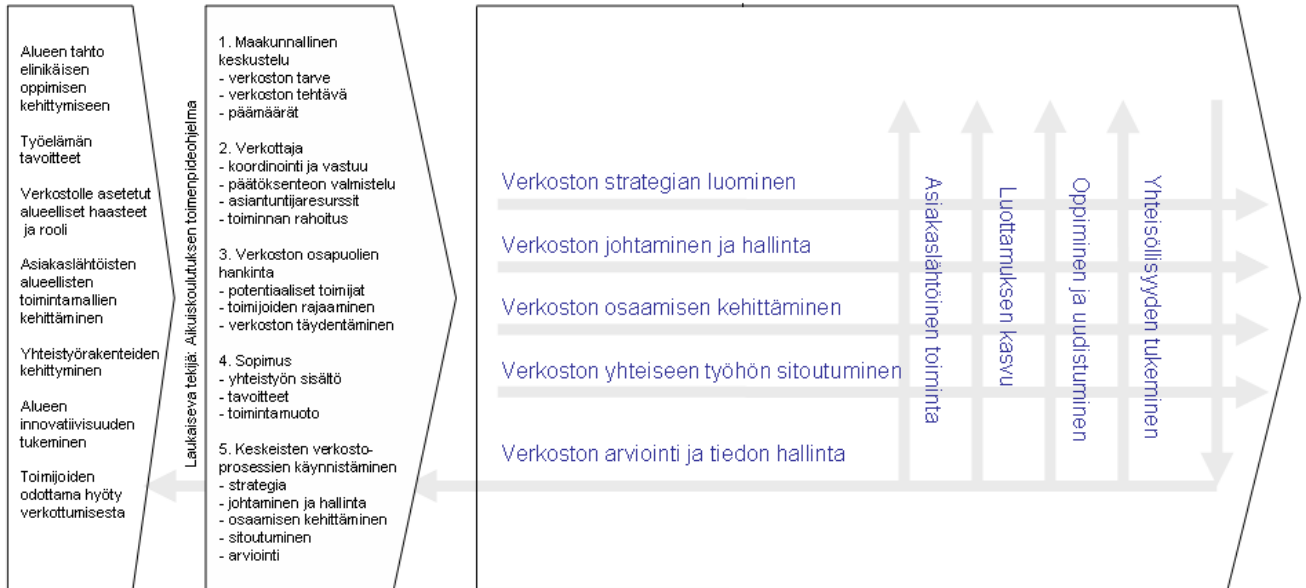 Alueen tahto
elinikäisen
oppimisen
kehittymiseen
Työelämän
tavoitteet
Verkostolle asetetut
alueelliset haasteet
ja rooli
Asiakaslähtöisten
alueellisten
toimintamallien
kehittäminen
Yhteistyörakenteiden
kehittyminen
Alueen
innovatiivisuuden
tukeminen
Toimijoiden
odottama hyöty
verkottumisesta
Laukaiseva tekijä: Aikuiskoulutuksen toimenpideohjelma
1. Maakunnallinen
keskustelu
- verkoston tarve
- verkoston tehtävä
- päämäärät
2. Verkottaja
- koordinointi ja vastuu
- päätöksenteon valmistelu
- asiantuntijaresurssit
- toiminnan rahoitus
3. Verkoston osapuolien
hankinta
- potentiaaliset toimijat
- toimijoiden rajaaminen
- verkoston täydentäminen
4. Sopimus
- yhteistyön sisältö
- tavoitteet
- toimintamuoto
5. Keskeisten verkosto-
prosessien käynnistäminen
- strategia
- johtaminen ja hallinta
- osaamisen kehittäminen
- sitoutuminen
- arviointi
Verkoston strategian luominen
Verkoston johtaminen ja hallinta
Verkoston osaamisen kehittäminen
Verkoston yhteiseen työhön sitoutuminen
Verkoston arviointi ja tiedon hallinta
Asiakaslähtöinen toiminta
Luottamuksen kasvu
Oppiminen ja uudistuminen
Yhteisöllisyyden tukeminen